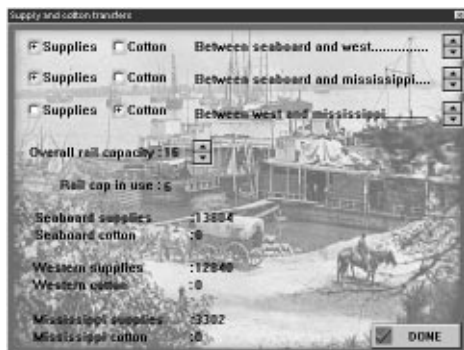 Supply and cotton transfers
Supplies Cotton Between seaboard and west..............
Supplies Cotton Between seaboard and mississippi....
Supplies Cotton Between west and mississippi
Overall rail capacity :16
Rail cap in use :6
Seaboard supplies :13804
Seaboard cotton :0
Western supplies :12840
Western cotton :0
Mississippi supplies :3302
Mississippi cotton :0
DONE